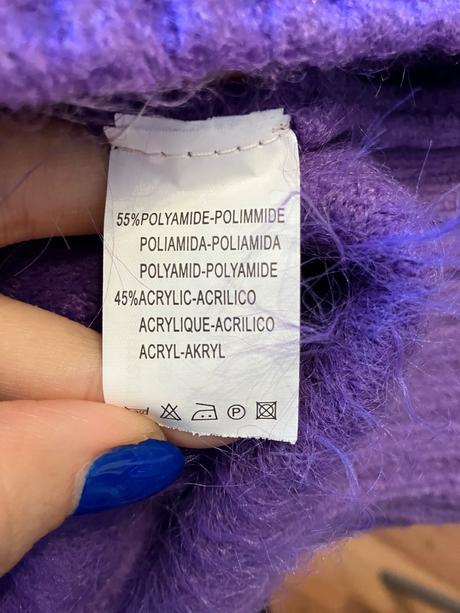 55%POLYAMIDE-POLIMMIDE
POLIAMIDA-POLIAMIDA
POLYAMID-POLYAMIDE
45%ACRYLIC-ACRILICO
ACRYLIQUE-ACRILICO
ACRYL-AKRYL
P